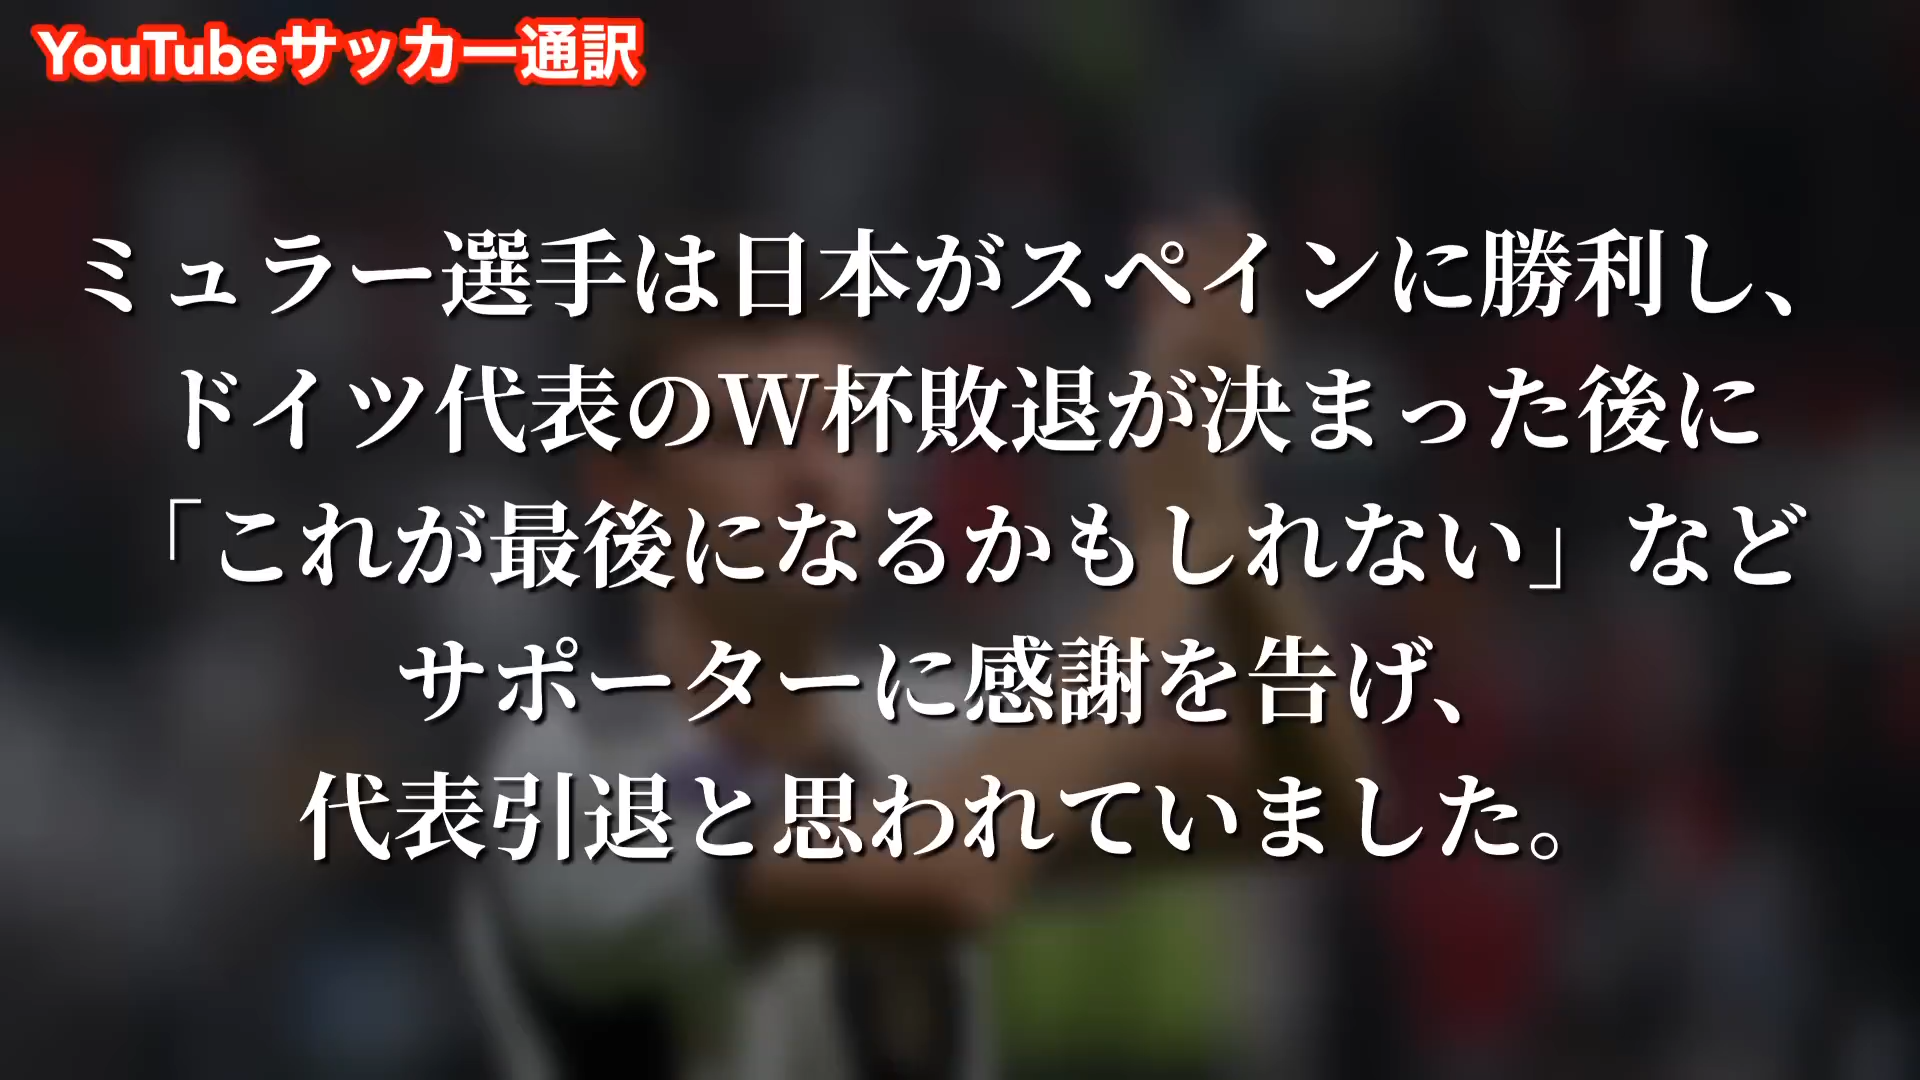 YouTubeサッカー通訳
ミュラー選手は日本がスペインに勝利し、
ドイツ代表のW杯敗退が決まった後に
「これが最後になるかもしれない」など
サポーターに感謝を告げ、
代表引退と思われていました。